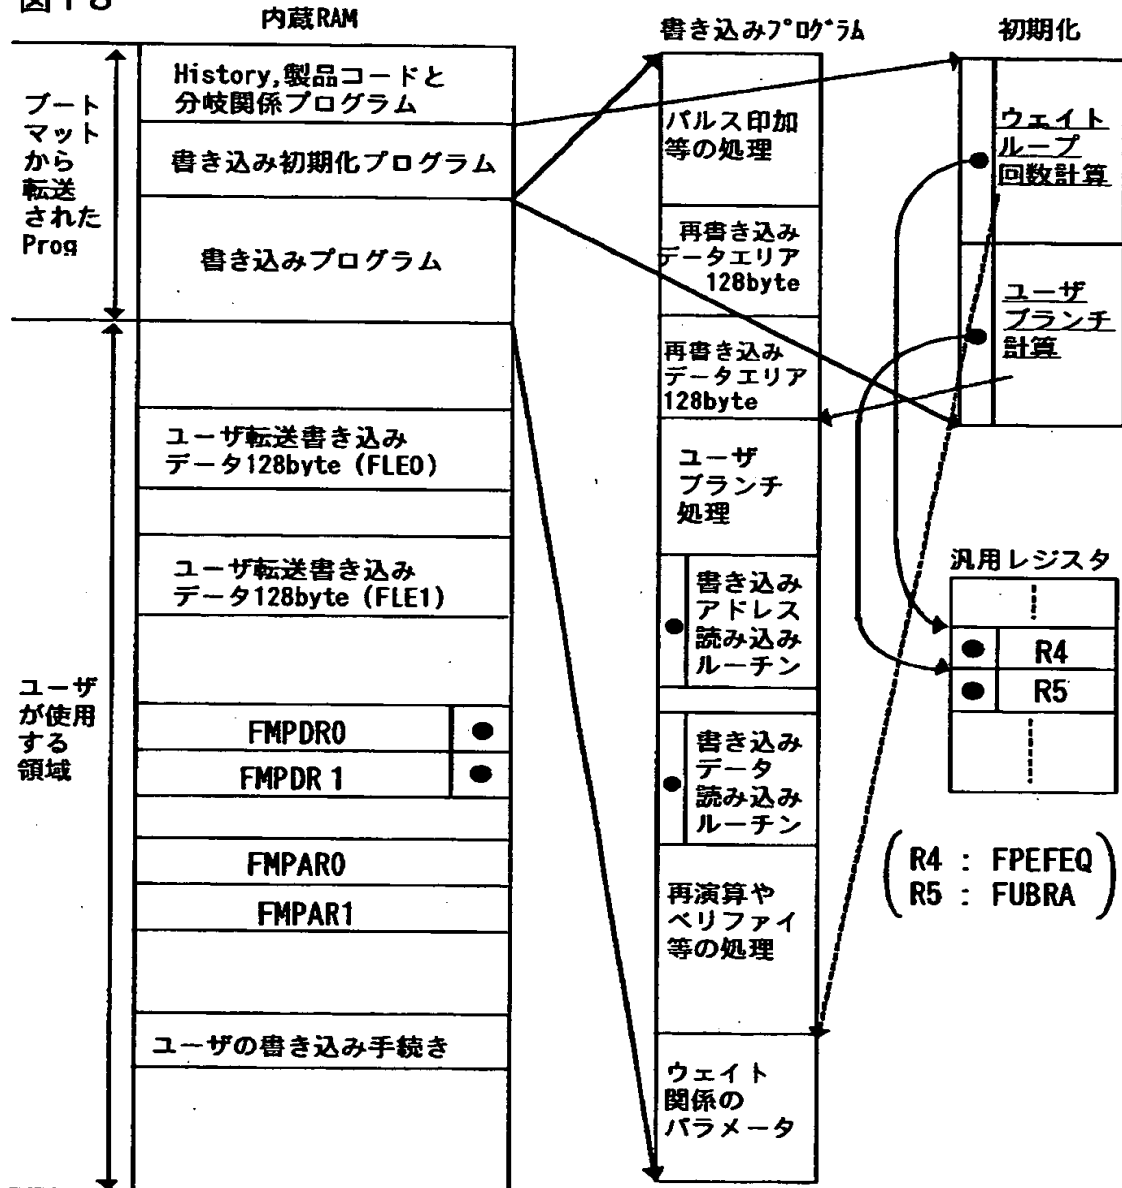 内蔵RAM
ブート
マット
から
転送
された
Prog
History,製品コードと
分岐関係プログラム
書き込み初期化プログラム
書き込みプログラム
ユーザ
が使用
する
領域
ユーザ転送書き込み
データ128byte (FLE0)
ユーザ転送書き込み
データ128byte (FLE1)
FMPDR0
FMPDR 1
FMPAR0
FMPAR1
ユーザの書き込み手続き
書き込みプログラム
パルス印加
等の処理
再書き込み
データエリア
128byte
再書き込み
データエリア
128byte
ユーザ
ブランチ
処理
書き込み
アドレス
読み込み
ルーチン
書き込み
データ
読み込み
ルーチン
再演算や
ベリファイ
等の処理
ウェイト
関係の
パラメータ
初期化
ウェイト
ループ
回数計算
ユーザ
ブランチ
計算
汎用レジスタ
R4
R5
R4 : FPEFEQ
R5 : FUBRA